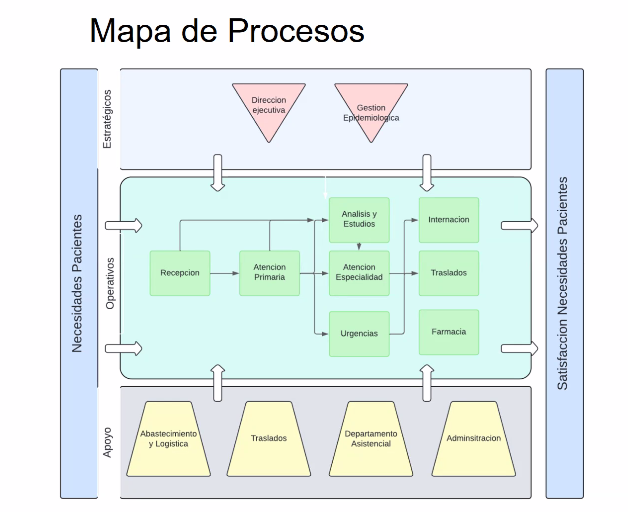 Mapa de Procesos
Necesidades Pacientes
Estratégicos
Direccion
ejecutiva
Gestion
Epidemiologica
Operativos
Recepcion
Atencion
Primaria
Analisis y
Estudios
Atencion
Especialidad
Urgencias
Internacion
Traslados
Farmacia
Apoyo
Abastecimiento
y Logistica
Traslados
Departamento
Asistencial
Adminsitracion
Satisfaccion Necesidades Pacientes